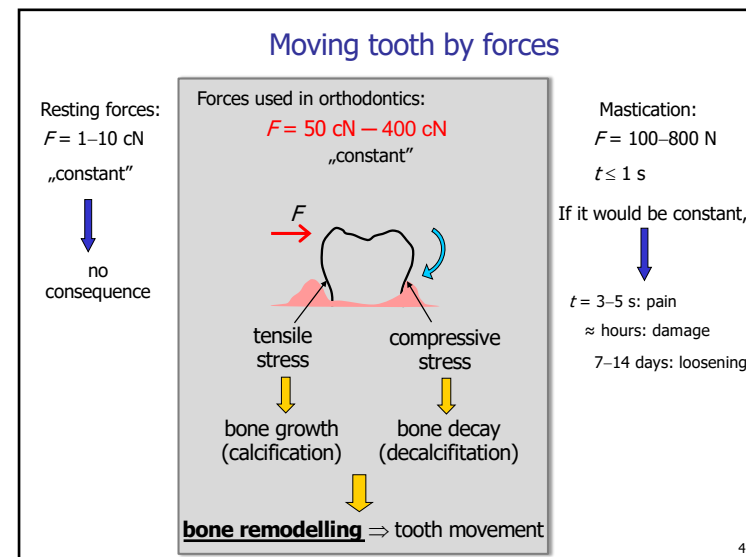 Moving tooth by forces
Resting forces:
F = 1–10 cN
„constant”
no
consequence
Forces used in orthodontics:
F = 50 cN – 400 cN
„constant”
F
tensile
stress
compressive
stress
bone growth
(calcification)
bone decay
(decalcifitation)
bone remodelling ⇒ tooth movement
Mastication:
F = 100–800 N
t ≤ 1 s
If it would be constant,
t = 3–5 s: pain
≈ hours: damage
7–14 days: loosening
4